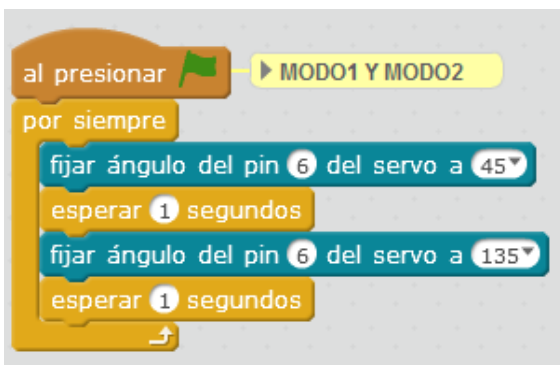 al presionar MODO1 Y MODO2
por siempre
fijar ángulo del pin 6 del servo a 45
esperar 1 segundos
fijar ángulo del pin 6 del servo a 135
esperar 1 segundos